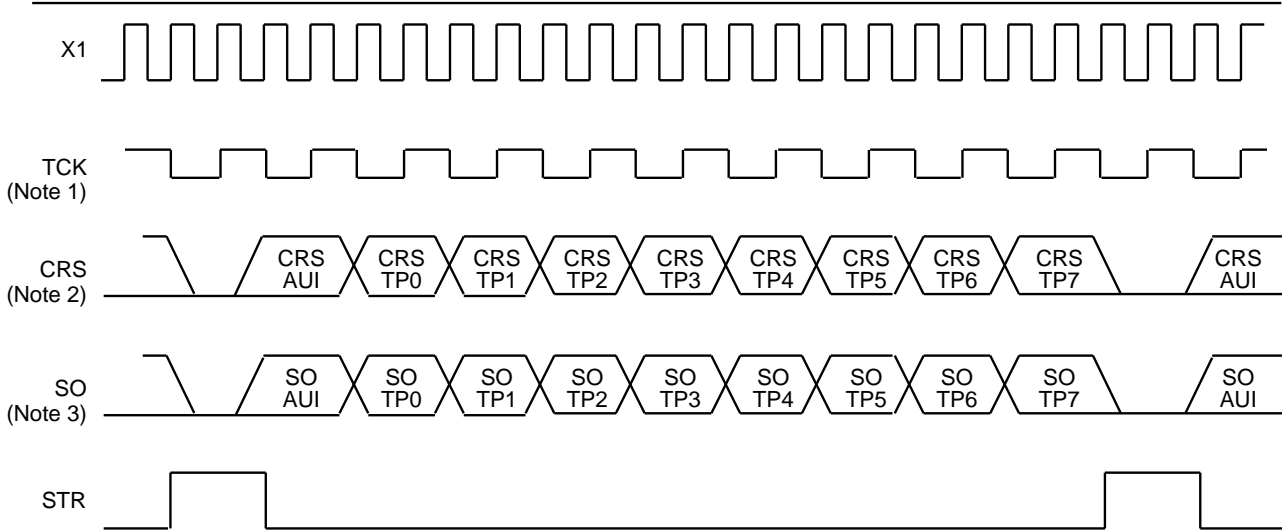 X1
TCK
(Note 1)
CRS
(Note 2)
CRS
AUI
CRS
TP0
CRS
TP1
CRS
TP2
CRS
TP3
CRS
TP4
CRS
TP5
CRS
TP6
CRS
TP7
CRS
AUI
SO
(Note 3)
SO
AUI
SO
TP0
SO
TP1
SO
TP2
SO
TP3
SO
TP4
SO
TP5
SO
TP6
SO
TP7
SO
AUI
STR